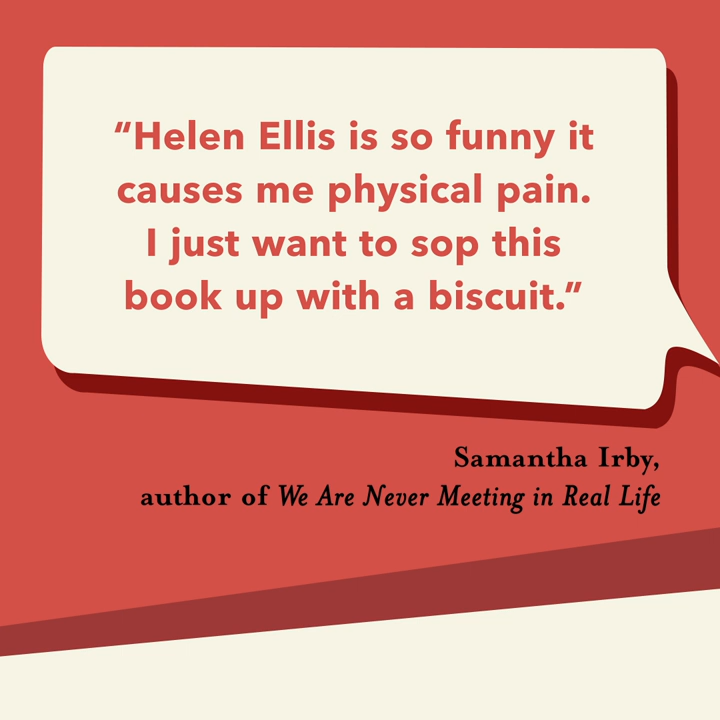 “Helen Ellis is so funny it
causes me physical pain.
I just want to sop this
book up with a biscuit.”
Samantha Irby,
author of We Are Never Meeting in Real Life